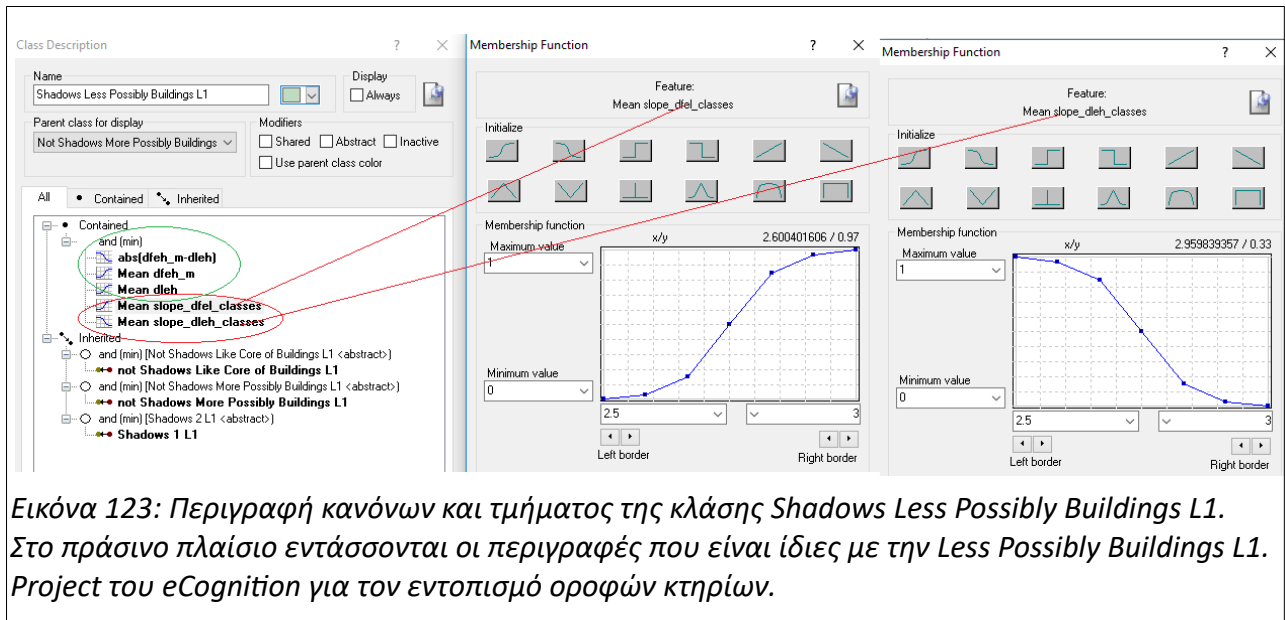 Class Description ? ×
Name
Shadows Less Possibly Buildings L1
Display
Always
Parent class for display
Not Shadows More Possibly Buildings
Modifiers
Shared Abstract Inactive
Use parent class color
All Contained Inherited
Contained
and (min)
abs(dfeh_m-dleh)
Mean dfeh_m
Mean dleh
Mean slope_dfel_classes
Mean slope_dleh_classes
Inherited
and (min) [Not Shadows Like Core of Buildings L1 <abstract>)
not Shadows Like Core of Buildings L1
and (min) [Not Shadows More Possibly Buildings L1 <abstract>)
not Shadows More Possibly Buildings L1
and (min) [Shadows 2 L1 <abstract>)
Shadows 1 L1
Membership Function ? ×
Feature:
Mean slope_dfel_classes
Initialize
Membership function
Maximum value
x/y 2.600401606 / 0.97
1
Minimum value
0
2.5 3
Left border Right border
Membership Function ? ×
Feature:
Mean slope_dleh_classes
Initialize
Membership function
Maximum value
x/y 2.959839357 / 0.33
1
Minimum value
0
2.5 3
Left border Right border
Εικόνα 123: Περιγραφή κανόνων και τμήματος της κλάσης Shadows Less Possibly Buildings L1.
Στο πράσινο πλαίσιο εντάσσονται οι περιγραφές που είναι ίδιες με την Less Possibly Buildings L1.
Project του eCognition για τον εντοπισμό οροφών κτηρίων.